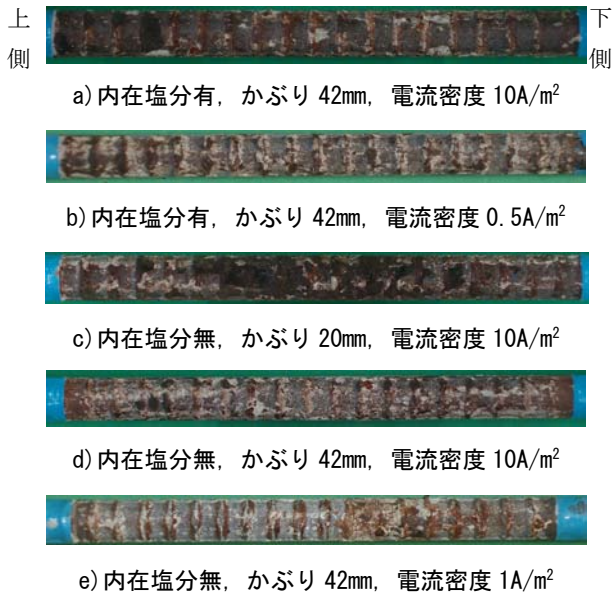 上側
下側
a)内在塩分有，かぶり 42mm，電流密度 10A/m²
b)内在塩分有，かぶり 42mm，電流密度 0.5A/m²
c)内在塩分無，かぶり 20mm，電流密度 10A/m²
d)内在塩分無，かぶり 42mm，電流密度 10A/m²
e)内在塩分無，かぶり 42mm，電流密度 1A/m²